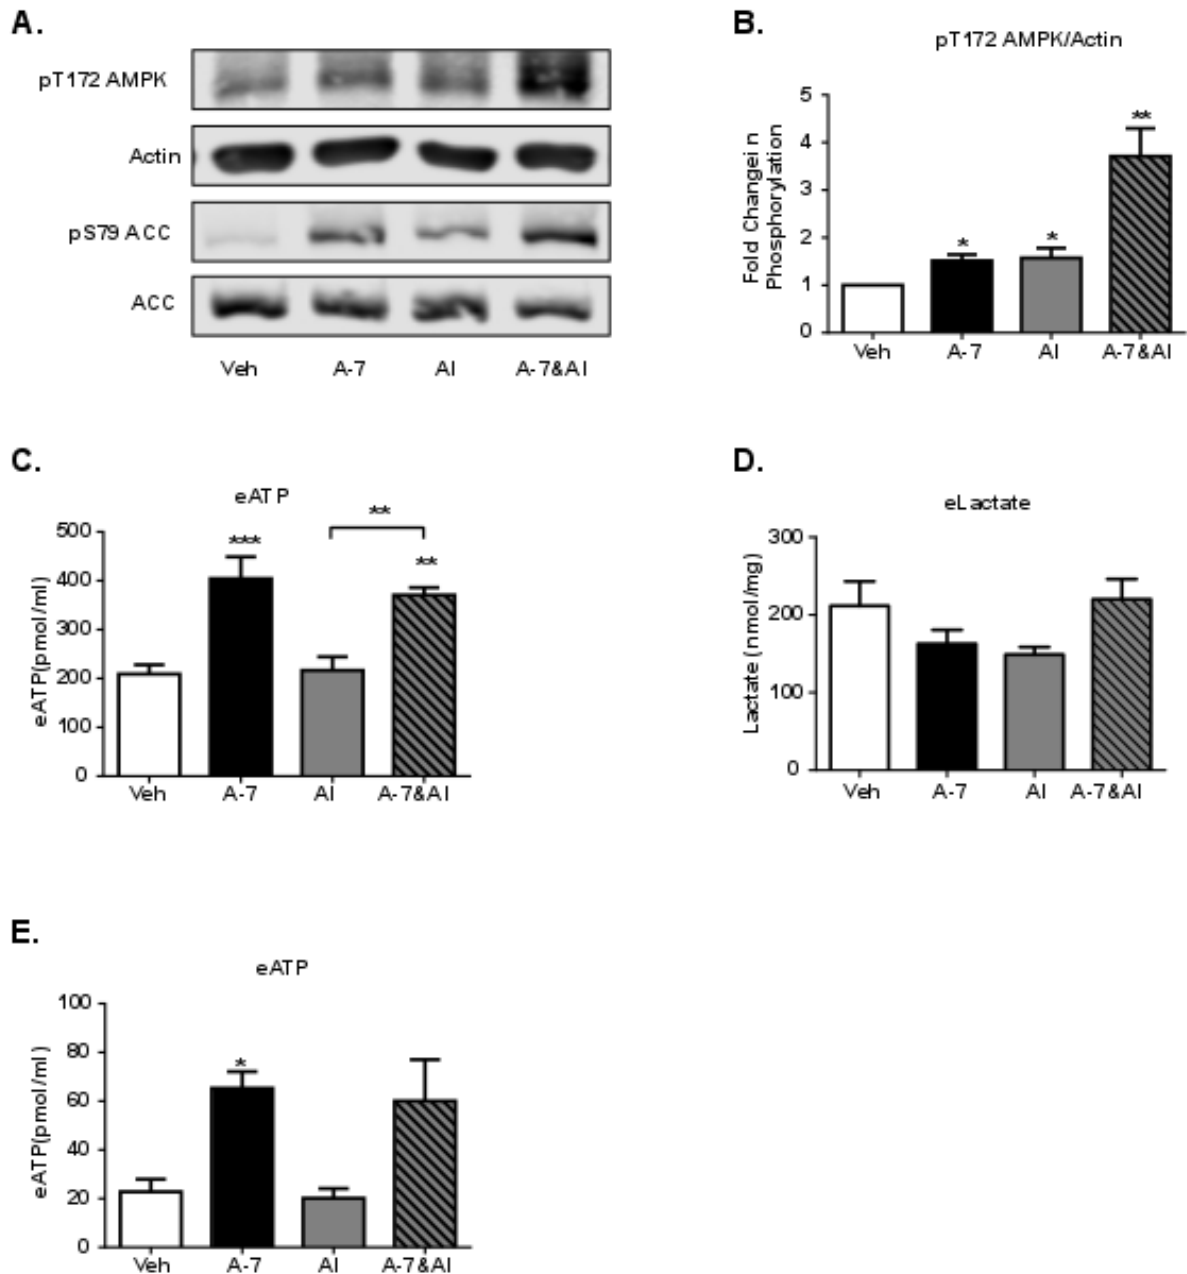 A.
pT172 AMPK
Actin
pS79 ACC
ACC
Veh A-7 AI A-7&AI
B.
pT172 AMPK/Actin
Fold Changei n
Phosphorylation
5
4
3
2
1
0
* * **
Veh A-7 AI A-7&AI
C.
eATP
eATP(pmol/ml)
500
400
300
200
100
0
*** ** **
Veh A-7 AI A-7&AI
D.
eLactate
Lactate (nmol/mg)
300
200
100
0
Veh A-7 AI A-7&AI
E.
eATP
eATP(pmol/ml)
100
80
60
40
20
0
*
Veh A-7 AI A-7&AI